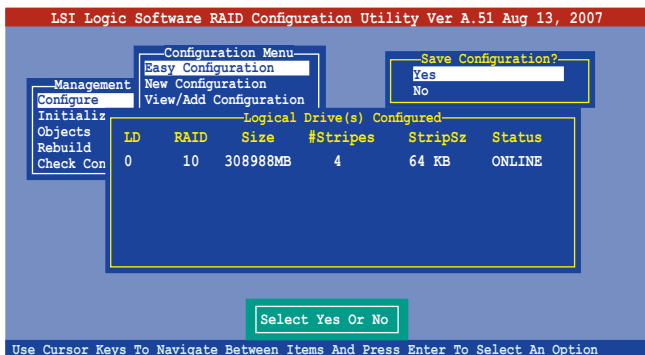 LSI Logic Software RAID Configuration Utility Ver A.51 Aug 13, 2007
Configuration Menu
Easy Configuration
New Configuration
View/Add Configuration
Save Configuration?
Yes
No
Management
Configure
Initializ
Objects
Rebuild
Check Con
Logical Drive(s) Configured
LD RAID Size #Stripes StripSz Status
0 10 308988MB 4 64 KB ONLINE
Select Yes Or No
Use Cursor Keys To Navigate Between Items And Press Enter To Select An Option